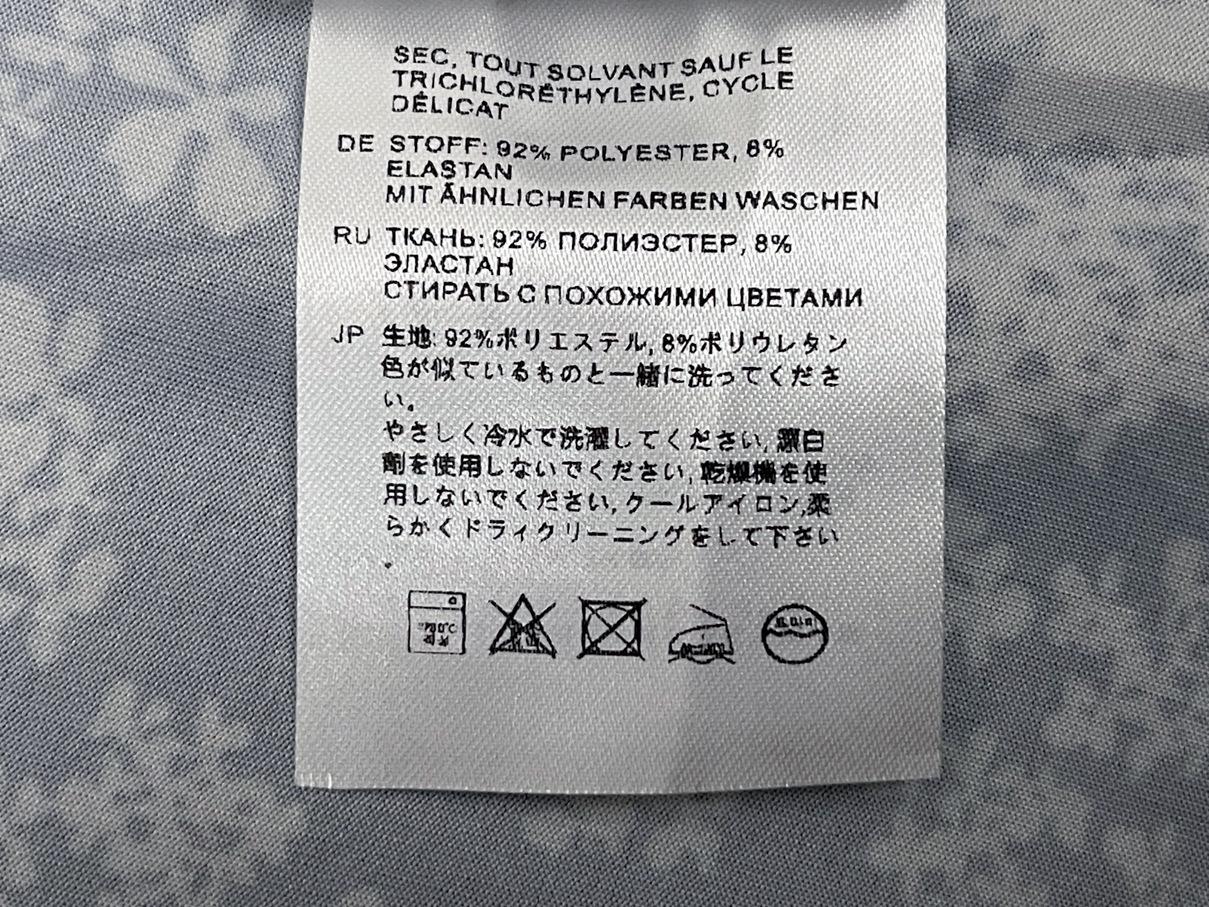 SEC, TOUT SOLVANT SAUF LE
TRICHLORÉTHYLÈNE, CYCLE
DÉLICAT
DE STOFF: 92% POLYESTER, 8%
ELASTAN
MIT ÄHNLICHEN FARBEN WASCHEN
RU ТКАНЬ: 92% ПОЛИЭСТЕР, 8%
ЭЛАСТАН
СТИРАТЬ С ПОХОЖИМИ ЦВЕТАМИ
JP 生地: 92%ポリエステル, 8%ポリウレタン
色が似ているものと一緒に洗ってくださ
い。
やさしく冷水で洗濯してください, 漂白
剤を使用しないでください, 乾燥機を使
用しないでください, クールアイロン,柔
らかくドライクリーニングをして下さい
.